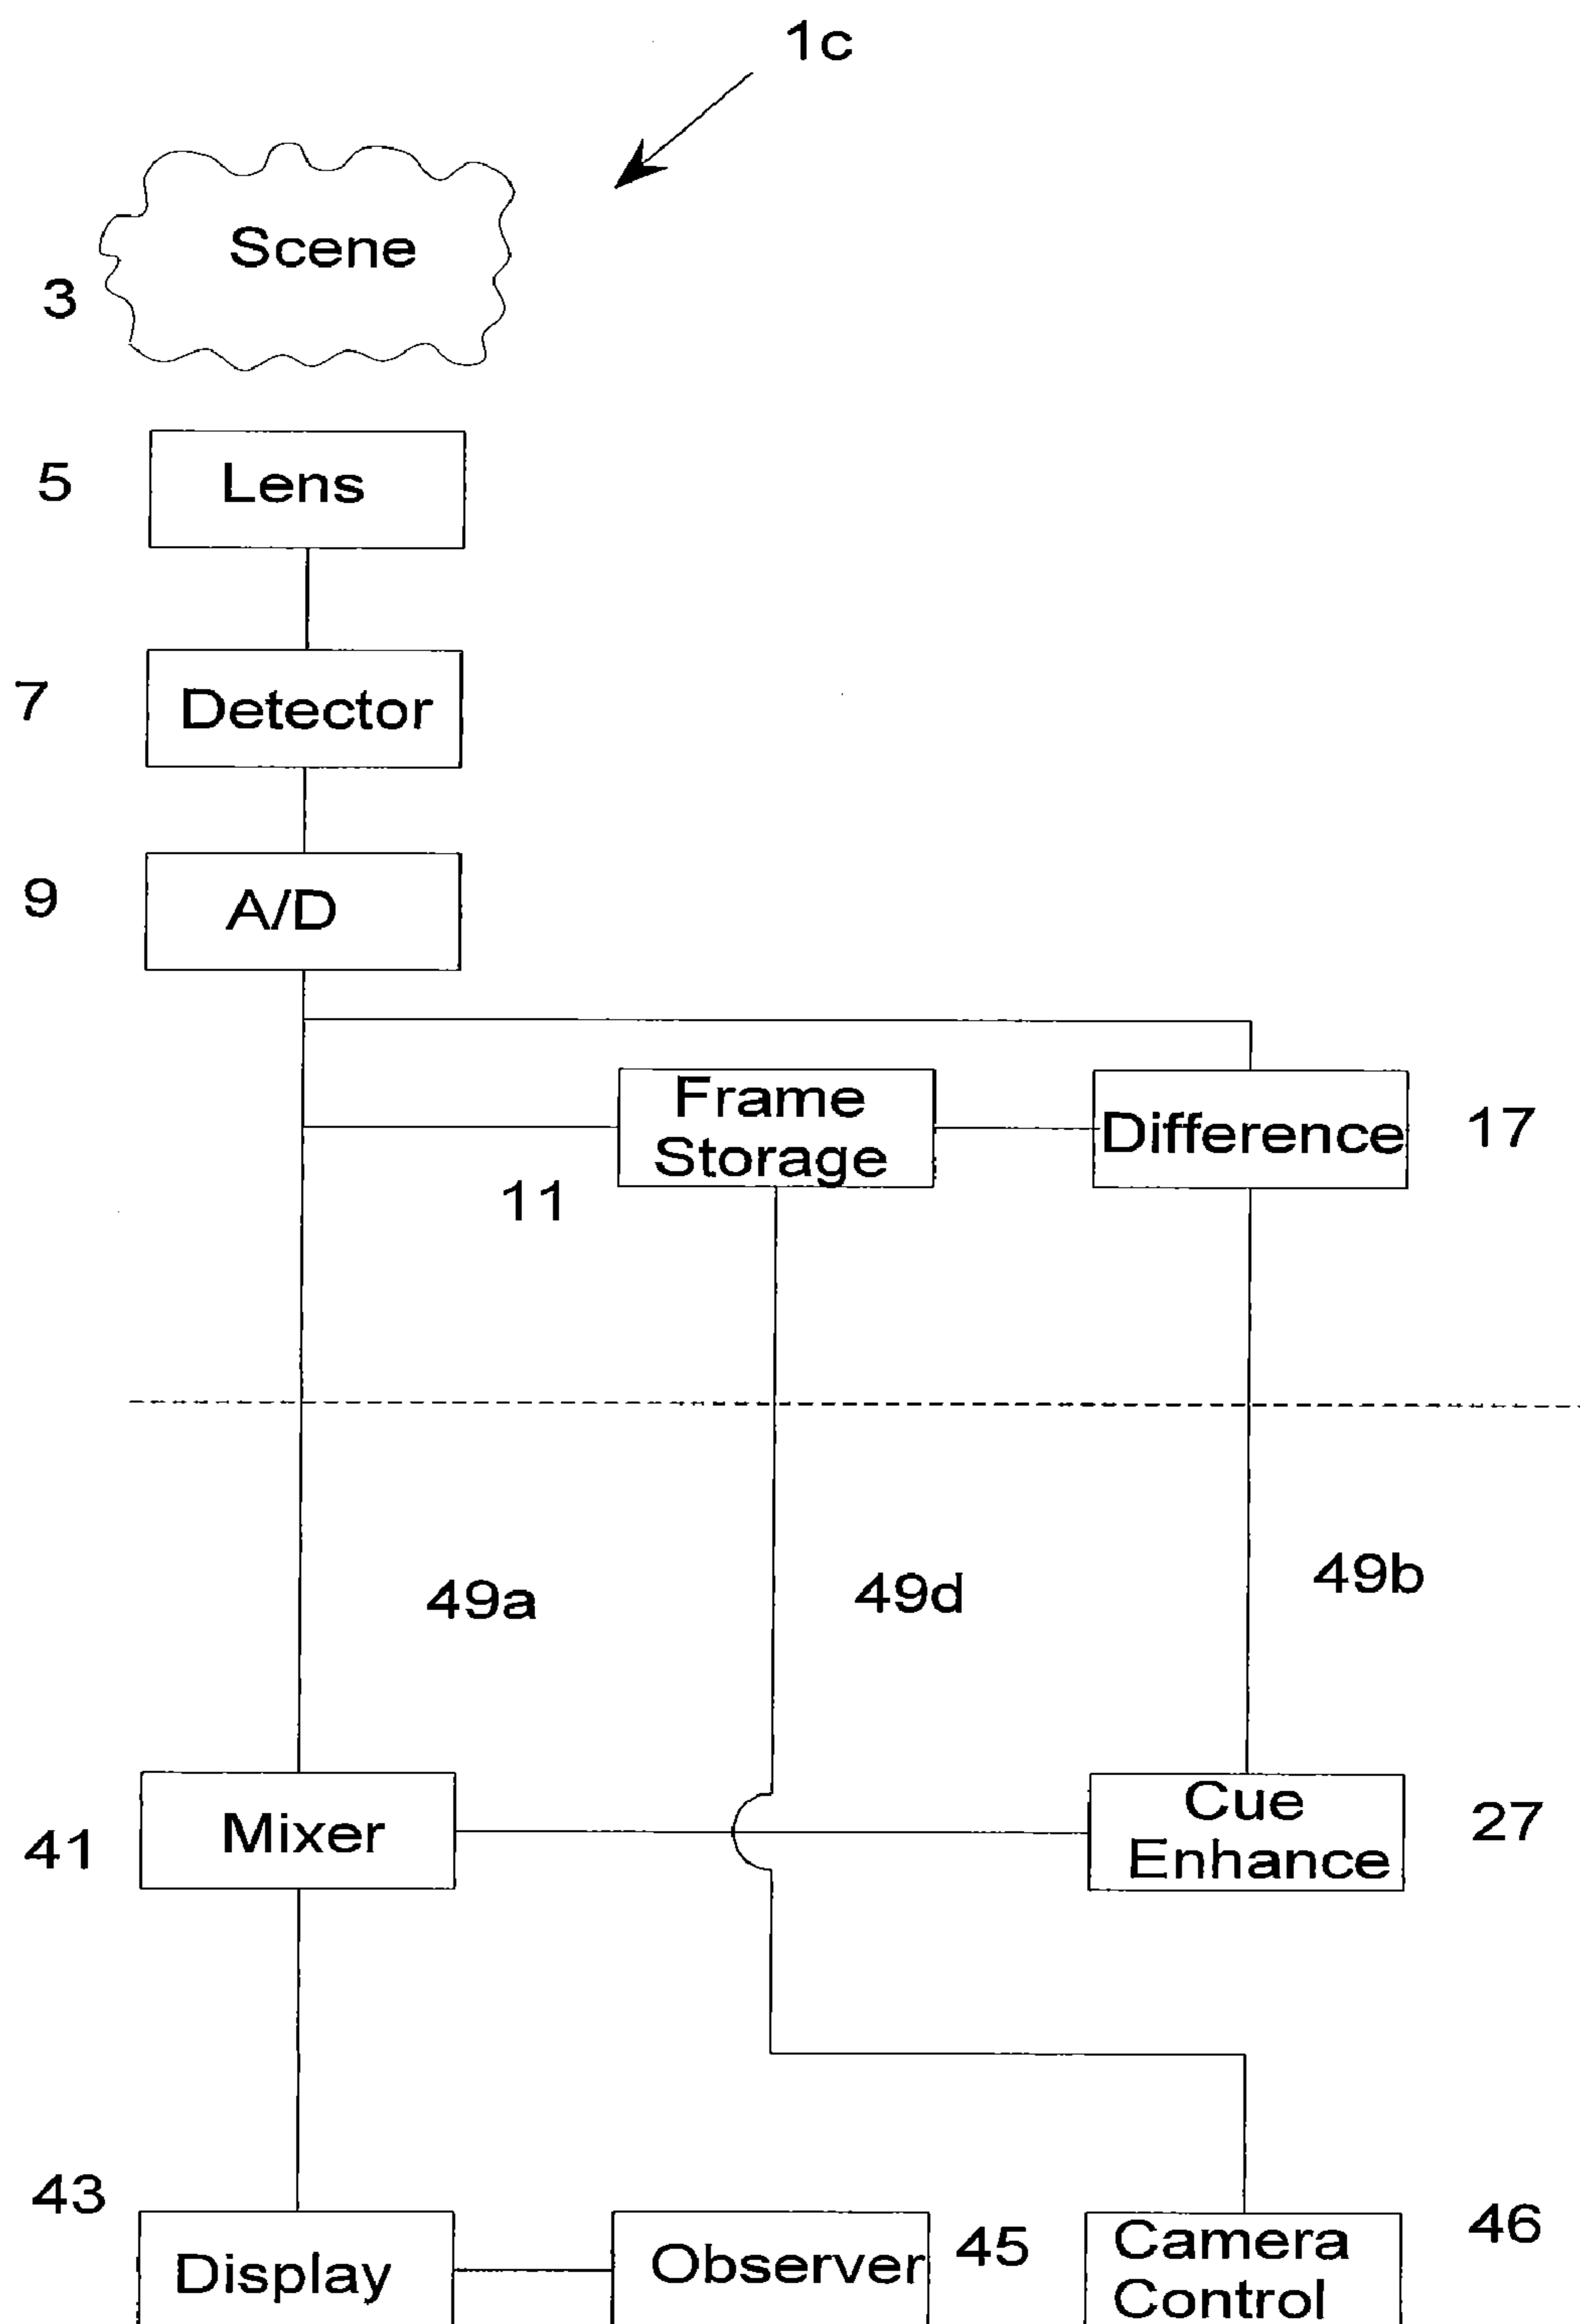 1c
Scene
3
5
Lens
7
Detector
9
A/D
Frame
Storage
Difference
17
11
49a
49d
49b
Mixer
41
Cue
Enhance
27
43
Display
Observer
45
Camera
Control
46